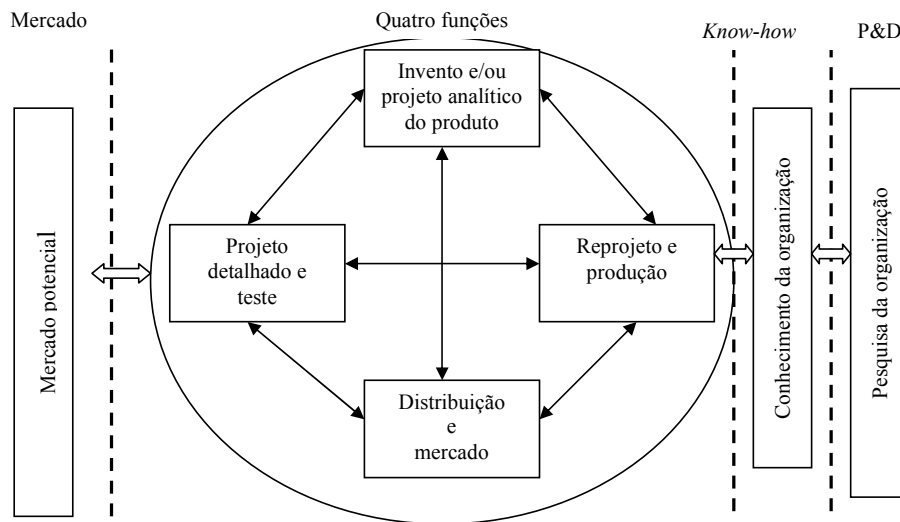 Mercado
Quatro funções
Know-how
P&D
Invento e/ou
projeto analítico
do produto
Mercado potencial
Projeto
detalhado e
teste
Reprojeto e
produção
Conhecimento da organização
Pesquisa da organização
Distribuição
e
mercado